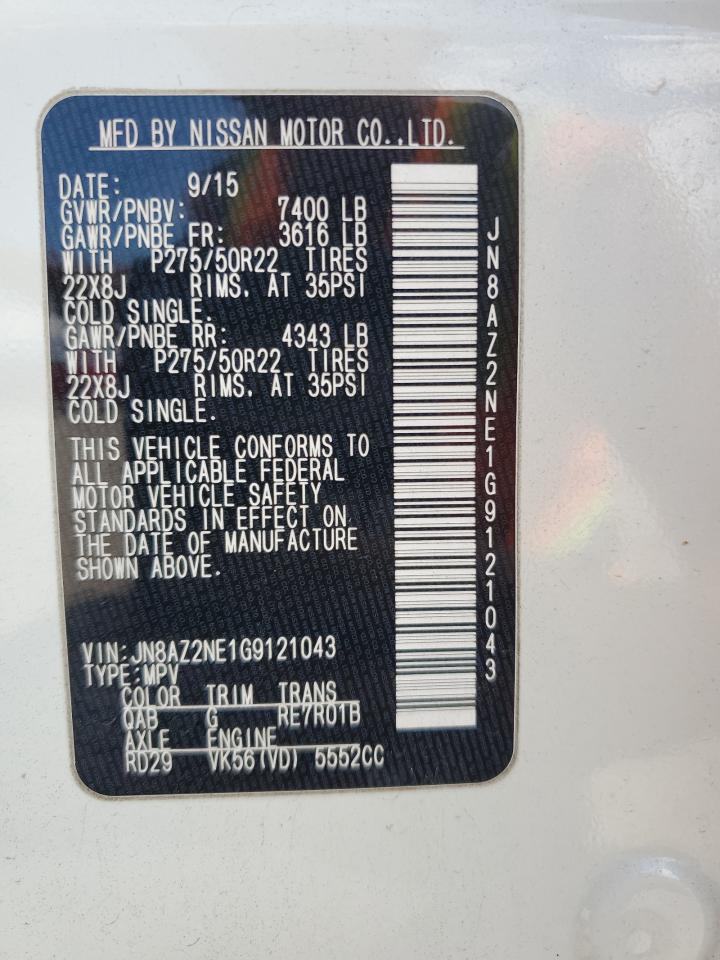 MFD BY NISSAN MOTOR CO.,LTD.
DATE: 9/15
GVWR/PNBV: 7400 LB
GAWR/PNBE FR: 3616 LB
WITH P275/50R22 TIRES
22X8J RIMS, AT 35PSI
COLD SINGLE.
GAWR/PNBE RR: 4343 LB
WITH P275/50R22 TIRES
22X8J RIMS, AT 35PSI
COLD SINGLE.
THIS VEHICLE CONFORMS TO
ALL APPLICABLE FEDERAL
MOTOR VEHICLE SAFETY
STANDARDS IN EFFECT ON
THE DATE OF MANUFACTURE
SHOWN ABOVE.
VIN:JN8AZ2NE1G9121043
TYPE:MPV
COLOR TRIM TRANS
QAB G RE7R01B
AXLE ENGINE
RD29 VK56(VD) 5552CC
JN8AZ2NE1G9121043